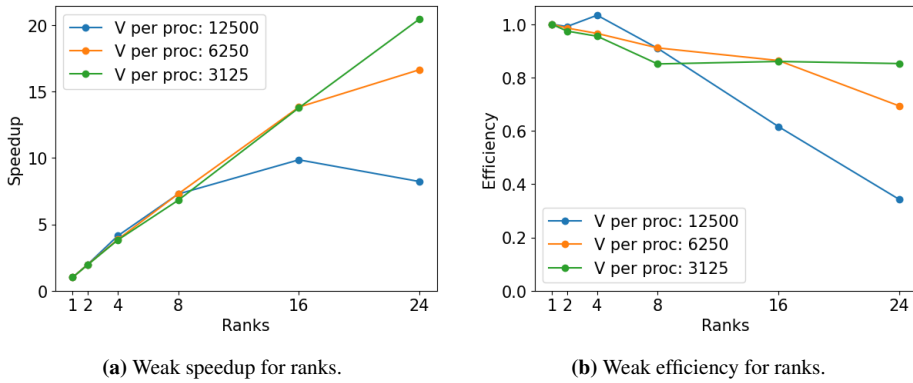 20
15
10
5
0
Speedup
V per proc: 12500
V per proc: 6250
V per proc: 3125
1 2 4 8 16 24
Ranks
(a) Weak speedup for ranks.
1.0
0.8
0.6
0.4
0.2
0.0
Efficiency
V per proc: 12500
V per proc: 6250
V per proc: 3125
1 2 4 8 16 24
Ranks
(b) Weak efficiency for ranks.